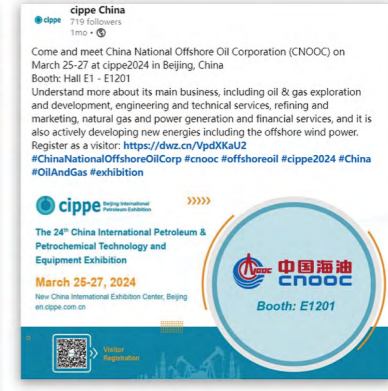 cippe China
cippe
719 followers
1mo •
Come and meet China National Offshore Oil Corporation (CNOOC) on
March 25-27 at cippe2024 in Beijing, China
Booth: Hall E1 - E1201
Understand more about its main business, including oil & gas exploration
and development, engineering and technical services, refining and
marketing, natural gas and power generation and financial services, and it is
also actively developing new energies including the offshore wind power.
Register as a visitor: https://dwz.cn/VpdXKaU2
#ChinaNationalOffshoreOilCorp #cnooc #offshoreoil #cippe2024 #China
#OilAndGas #exhibition
cippe Beijing International
Petroleum Exhibition
The 24th China International Petroleum &
Petrochemical Technology and
Equipment Exhibition
March 25-27, 2024
New China International Exhibition Center, Beijing
en.cippe.com.cn
中国海油
CNOOC
Booth: E1201
Visitor
Registration